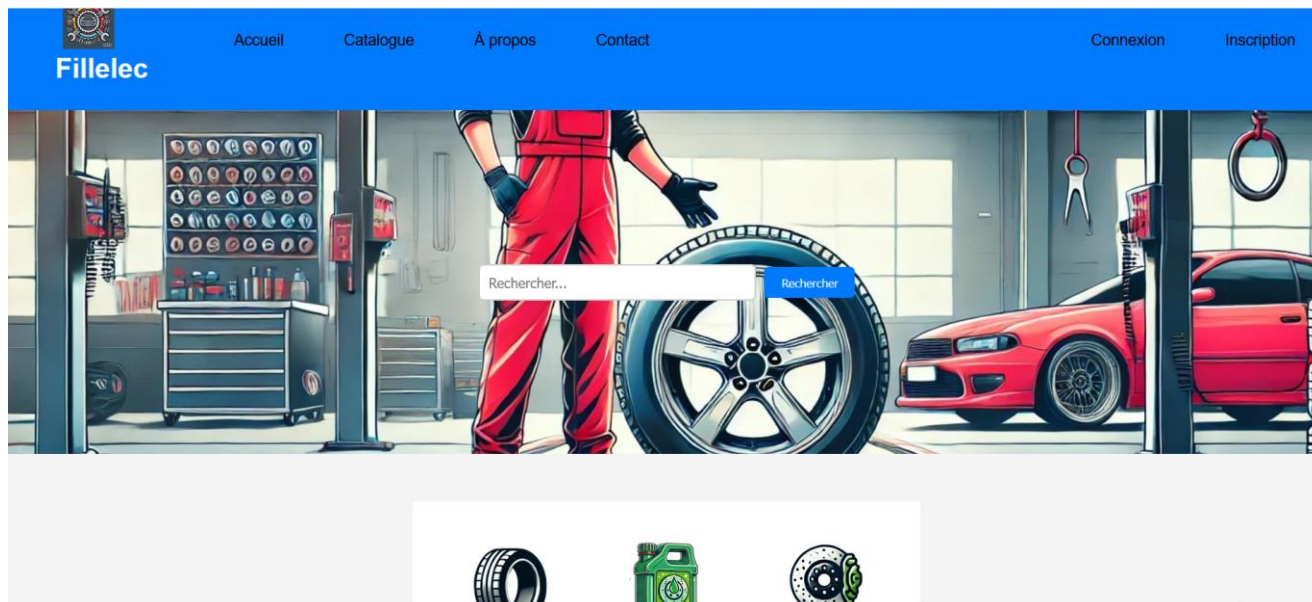 Accueil Catalogue À propos Contact Connexion Inscription
Fillelec
Rechercher... Rechercher